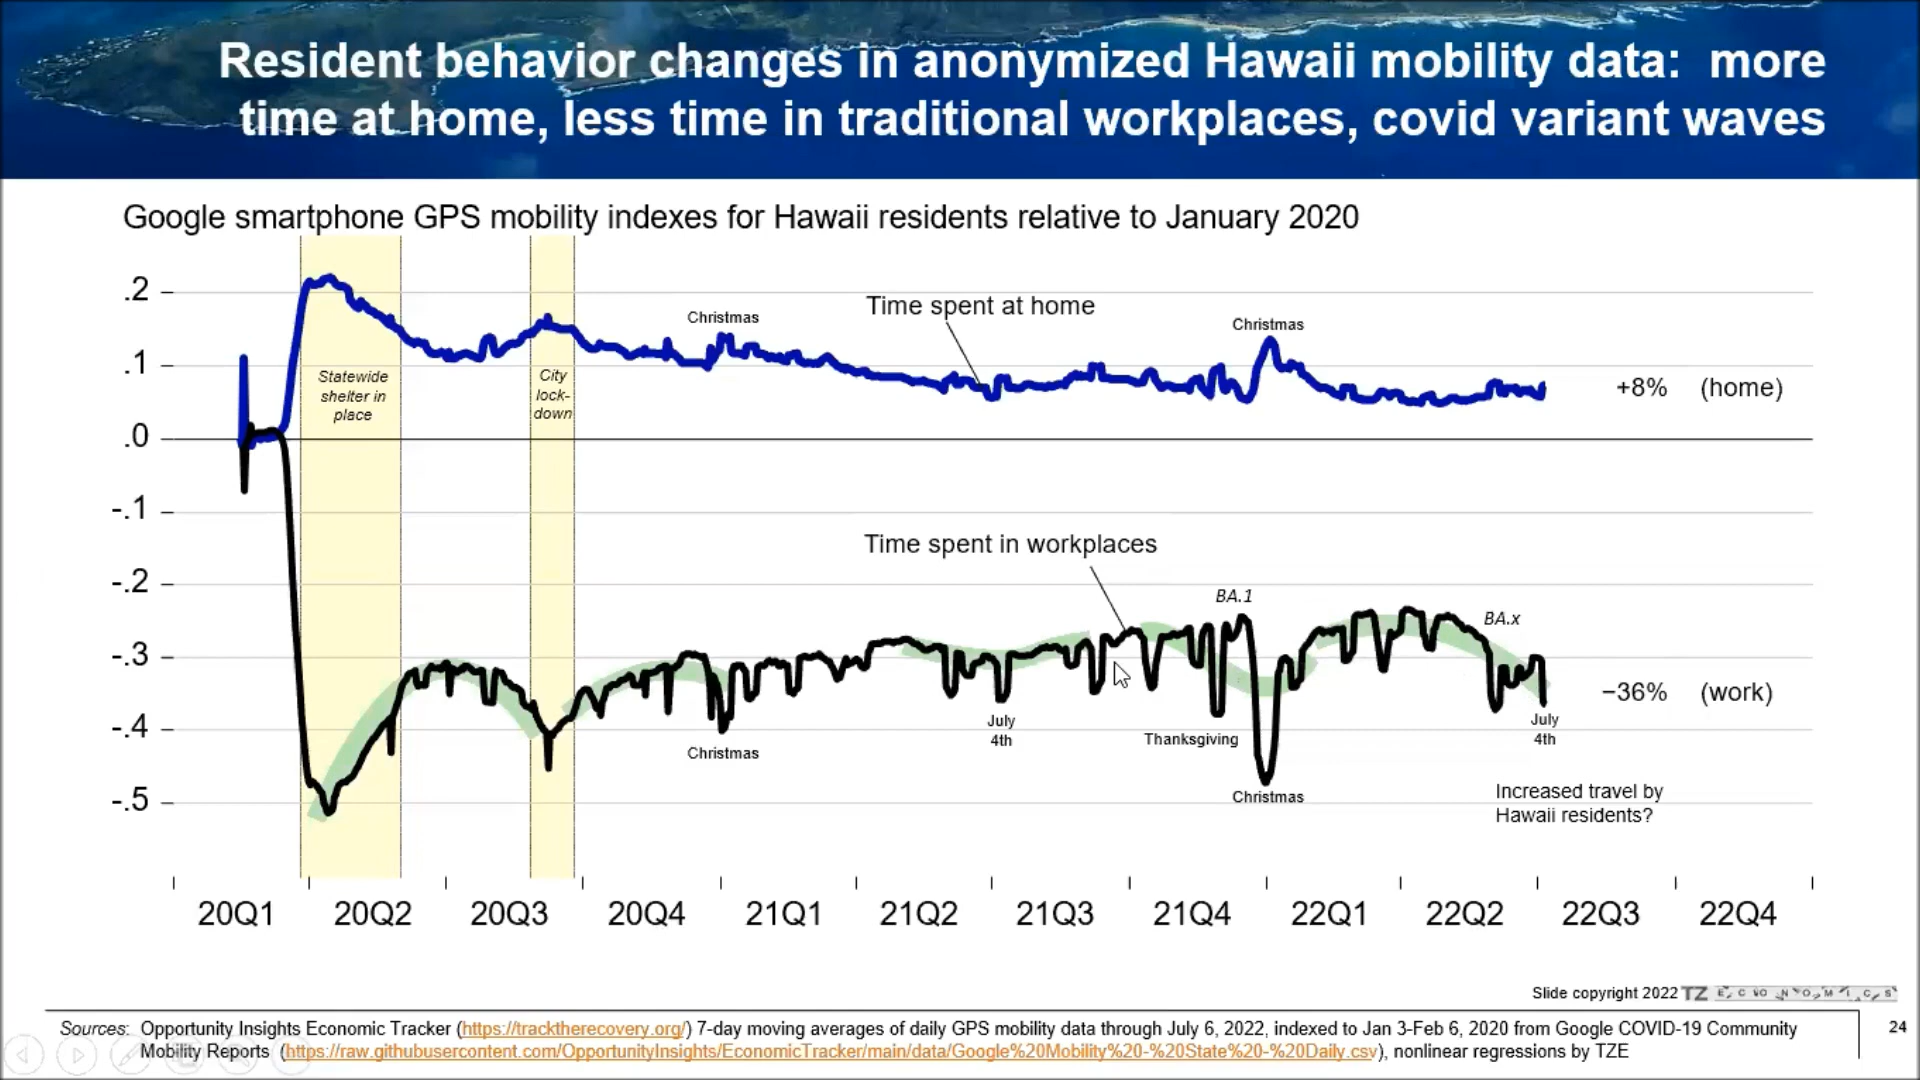 Resident behavior changes in anonymized Hawaii mobility data:  more
time at home, less time in traditional workplaces, covid variant waves
Google smartphone GPS mobility indexes for Hawaii residents relative to January 2020
.2
.1
.0
-.1
-.2
-.3
-.4
-.5
Statewide
shelter in
place
City
lock-
down
Christmas
Time spent at home
Christmas
+8% (home)
Time spent in workplaces
BA.1
BA.x
−36% (work)
Christmas
July
4th
Thanksgiving
Christmas
July
4th
Increased travel by
Hawaii residents?
20Q1 20Q2 20Q3 20Q4 21Q1 21Q2 21Q3 21Q4 22Q1 22Q2 22Q3 22Q4
Slide copyright 2022 TZ ECONOMICS
Sources: Opportunity Insights Economic Tracker (https://tracktherecovery.org/) 7-day moving averages of daily GPS mobility data through July 6, 2022, indexed to Jan 3-Feb 6, 2020 from Google COVID-19 Community
Mobility Reports (https://raw.githubusercontent.com/OpportunityInsights/EconomicTracker/main/data/Google%20Mobility%20-%20State%20-%20Daily.csv), nonlinear regressions by TZE
24